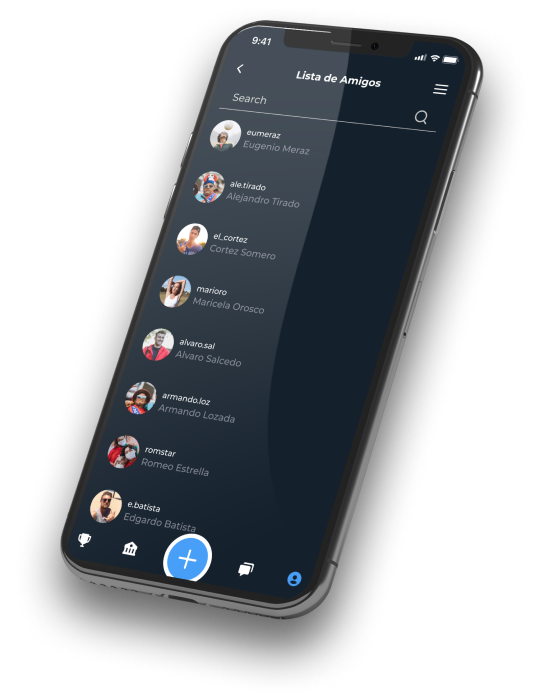 9:41
Lista de Amigos
Search
eumeraz
Eugenio Meraz
ale.tirado
Alejandro Tirado
el_cortez
Cortez Somero
marioro
Maricela Orosco
alvaro.sal
Alvaro Salcedo
armando.loz
Armando Lozada
romstar
Romeo Estrella
e.batista
Edgardo Batista